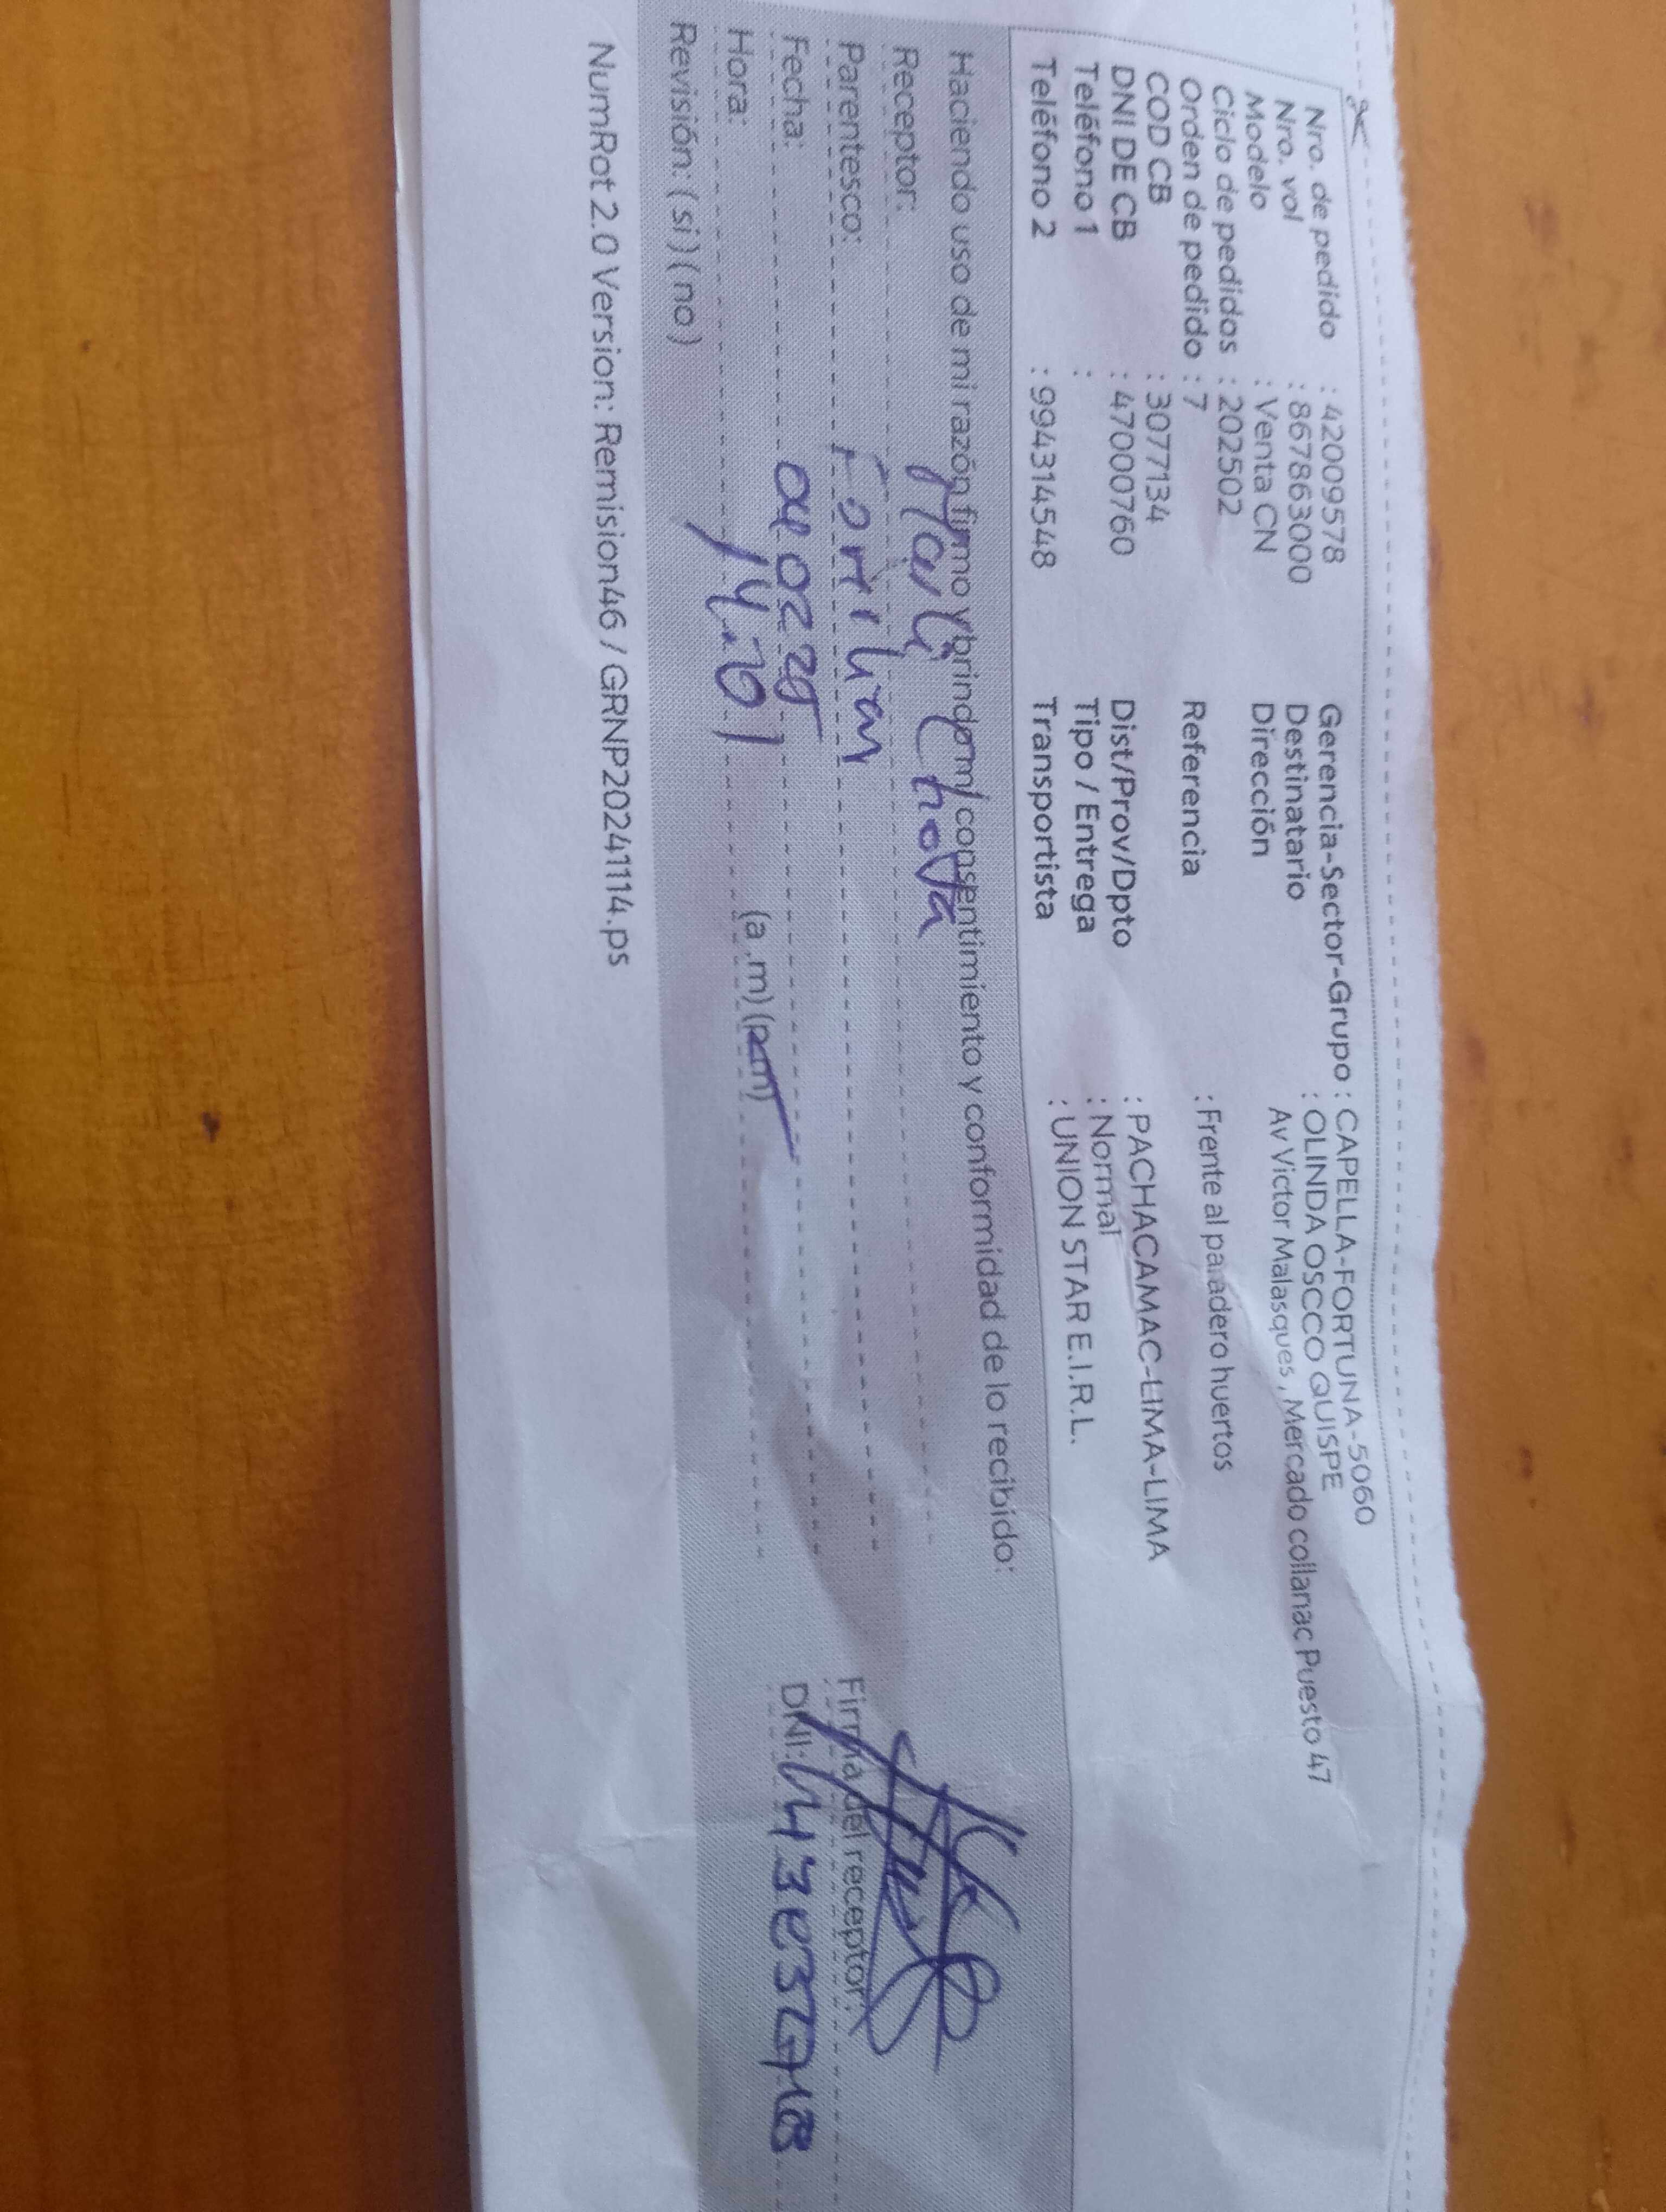 Nro. de pedido : 42009578 Gerencia-Sector-Grupo : CAPELLA-FORTUNA-5060
Nro. vol : 867863000 Destinatario : OLINDA OSCCO QUISPE
Modelo : Venta CN Dirección Av Victor Malasques , Mercado collanac Puesto 47
Ciclo de pedidos : 202502
Orden de pedido : 7 Referencia : Frente al paradero huertos
COD CB : 3077134
DNI DE CB : 47000760 Dist/Prov/Dpto : PACHACAMAC-LIMA-LIMA
Teléfono 1 : Tipo / Entrega : Normal
Teléfono 2 : 994314548 Transportista : UNION STAR E.I.R.L.
Haciendo uso de mi razón firmo y brindo mi consentimiento y conformidad de lo recibido:
Receptor: Chotta
Parentesco: Firma del receptor:
Fecha: 04 02 25 DNI:
Hora: (a .m) (p.m)
Revisión: ( si ) ( no )
NumRot 2.0 Version: Remision46 / GRNP20241114.ps